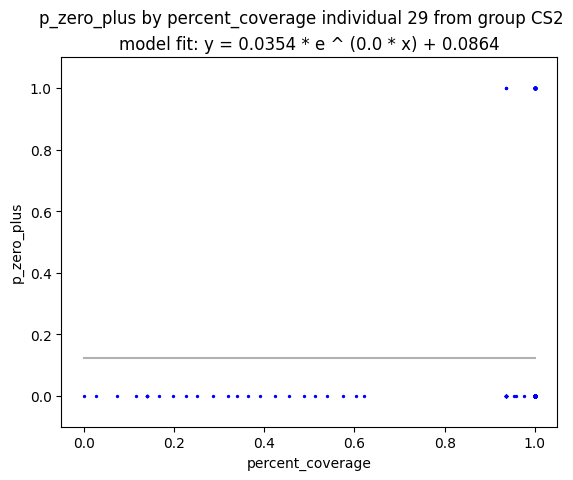 p_zero_plus by percent_coverage individual 29 from group CS2
model fit: y = 0.0354 * e ^ (0.0 * x) + 0.0864
1.0
0.8
0.6
0.4
0.2
0.0
p_zero_plus
0.0 0.2 0.4 0.6 0.8 1.0
percent_coverage